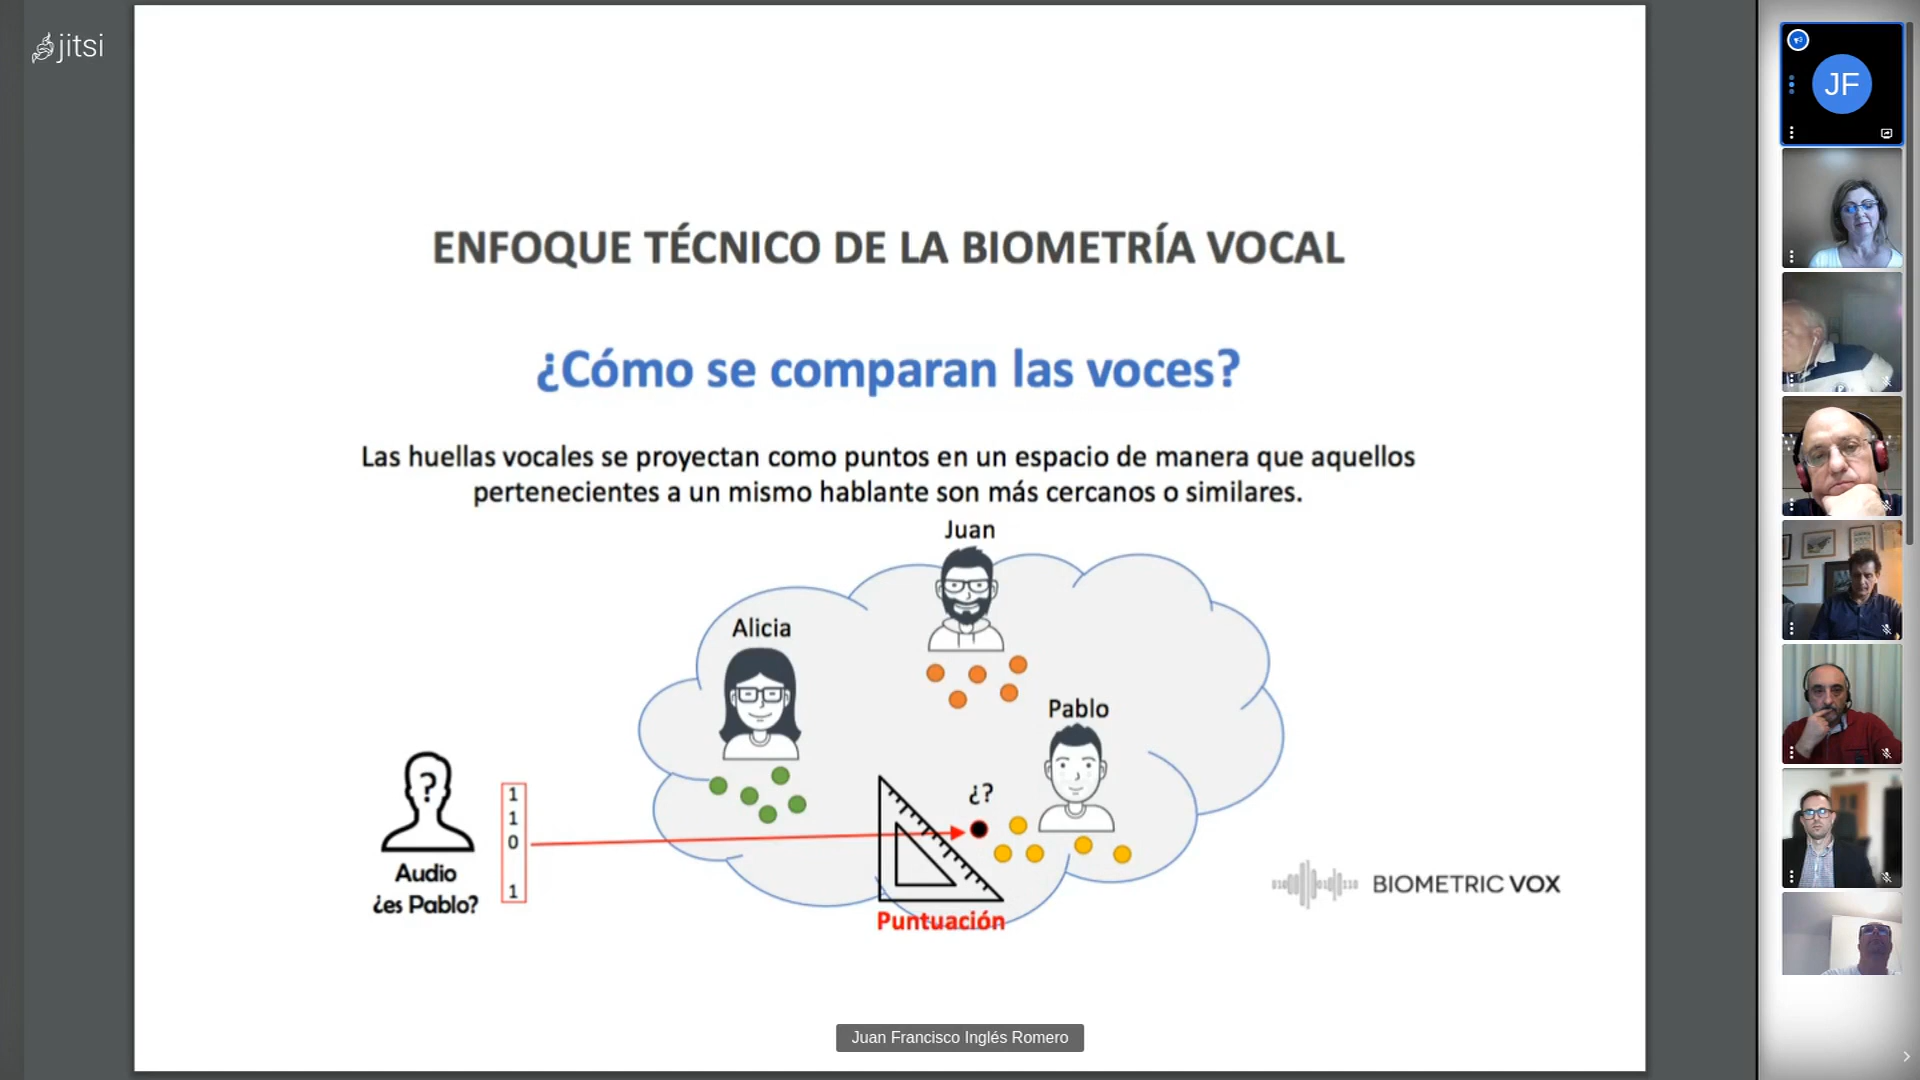 jitsi
JF
ENFOQUE TÉCNICO DE LA BIOMETRÍA VOCAL
¿Cómo se comparan las voces?
Las huellas vocales se proyectan como puntos en un espacio de manera que aquellos
pertenecientes a un mismo hablante son más cercanos o similares.
Juan
Alicia
Pablo
¿?
?
1
1
0
1
Audio
¿es Pablo?
Puntuación
BIOMETRIC VOX
Juan Francisco Inglés Romero